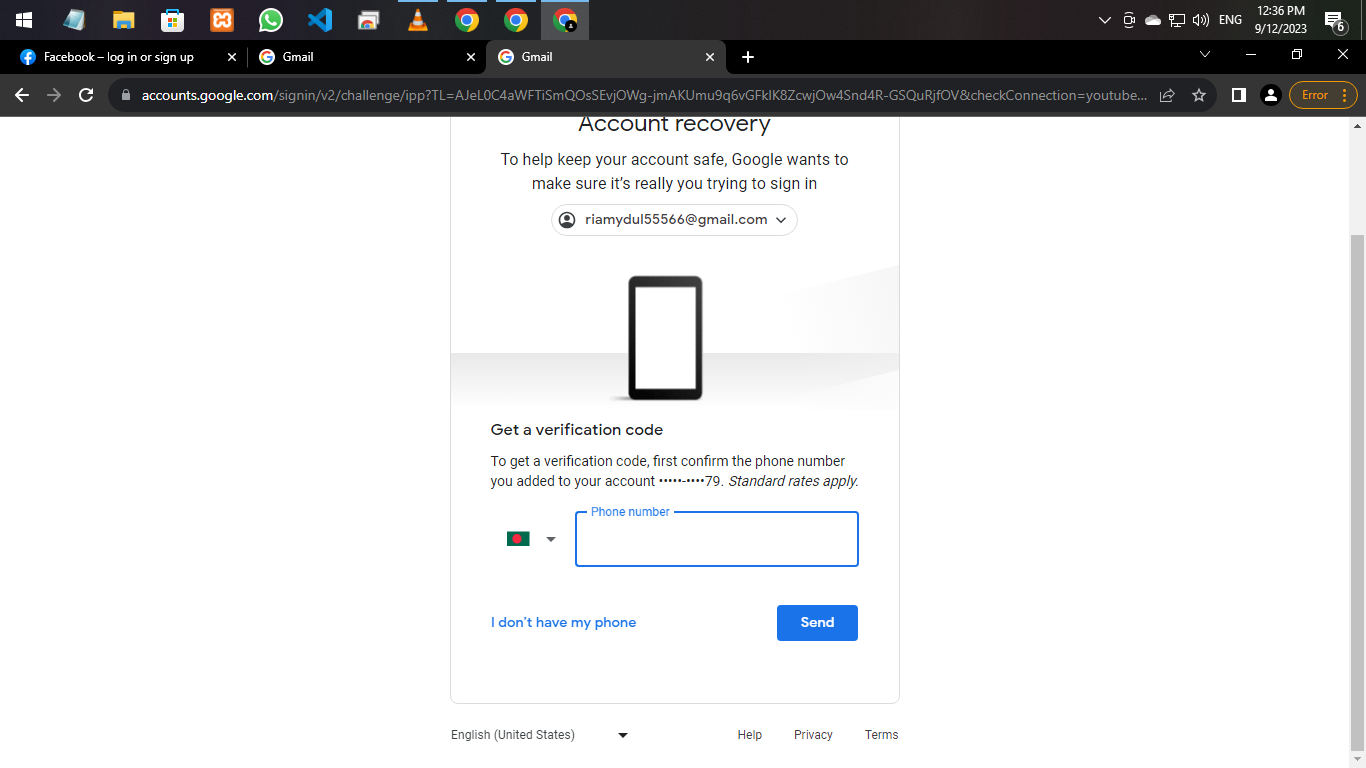 ENG
12:36 PM
9/12/2023
6
Facebook – log in or sign up
Gmail
Gmail
accounts.google.com/signin/v2/challenge/ipp?TL=AJeL0C4aWFTiSmQOsSEvjOWg-jmAKUmu9q6vGFklK8ZcwjOw4Snd4R-GSQuRjfOV&checkConnection=youtube...
Error
Account recovery
To help keep your account safe, Google wants to
make sure it’s really you trying to sign in
riamydul55566@gmail.com
Get a verification code
To get a verification code, first confirm the phone number
you added to your account •••••-••••79. Standard rates apply.
Phone number
I don’t have my phone
Send
English (United States)
Help
Privacy
Terms